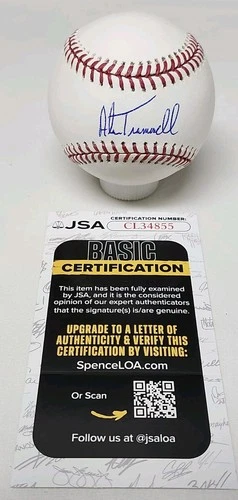 Alan Trammell
JSA
CERTIFICATION NUMBER:
CL34855
BASIC
CERTIFICATION
This item has been fully examined
by JSA, and it is the considered
opinion of our expert authenticators
that the signature(s) is/are genuine.
UPGRADE TO A LETTER OF
AUTHENTICITY & VERIFY THIS
CERTIFICATION BY VISITING:
SpenceLOA.com
Or Scan
Follow us at @jsaloa